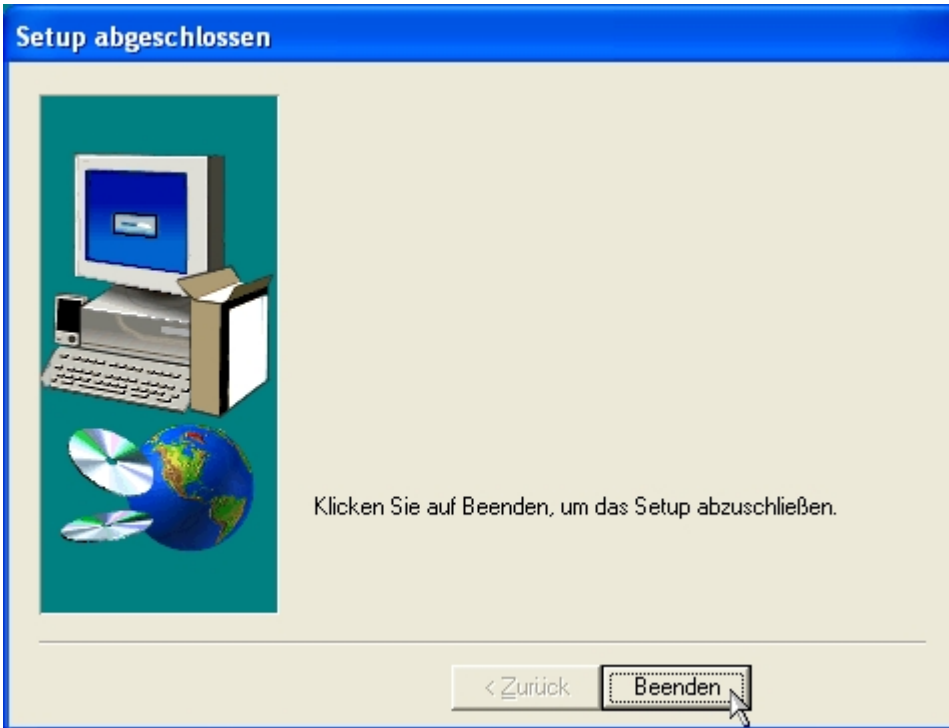 Setup abgeschlossen
Klicken Sie auf Beenden, um das Setup abzuschließen.
< Zurück
Beenden